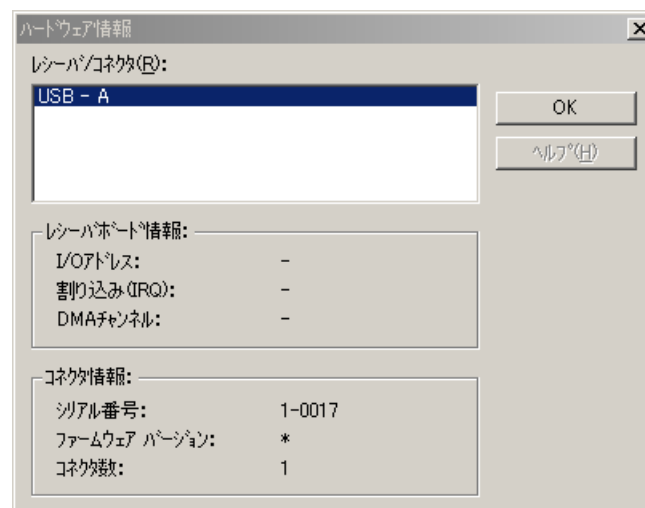 ハードウェア情報
レシーバ/コネクタ(R):
USB - A
OK
ヘルプ(H)
レシーバボード情報:
I/Oアドレス: -
割り込み(IRQ): -
DMAチャンネル: -
コネクタ情報:
シリアル番号: 1-0017
ファームウェア バージョン: *
コネクタ数: 1